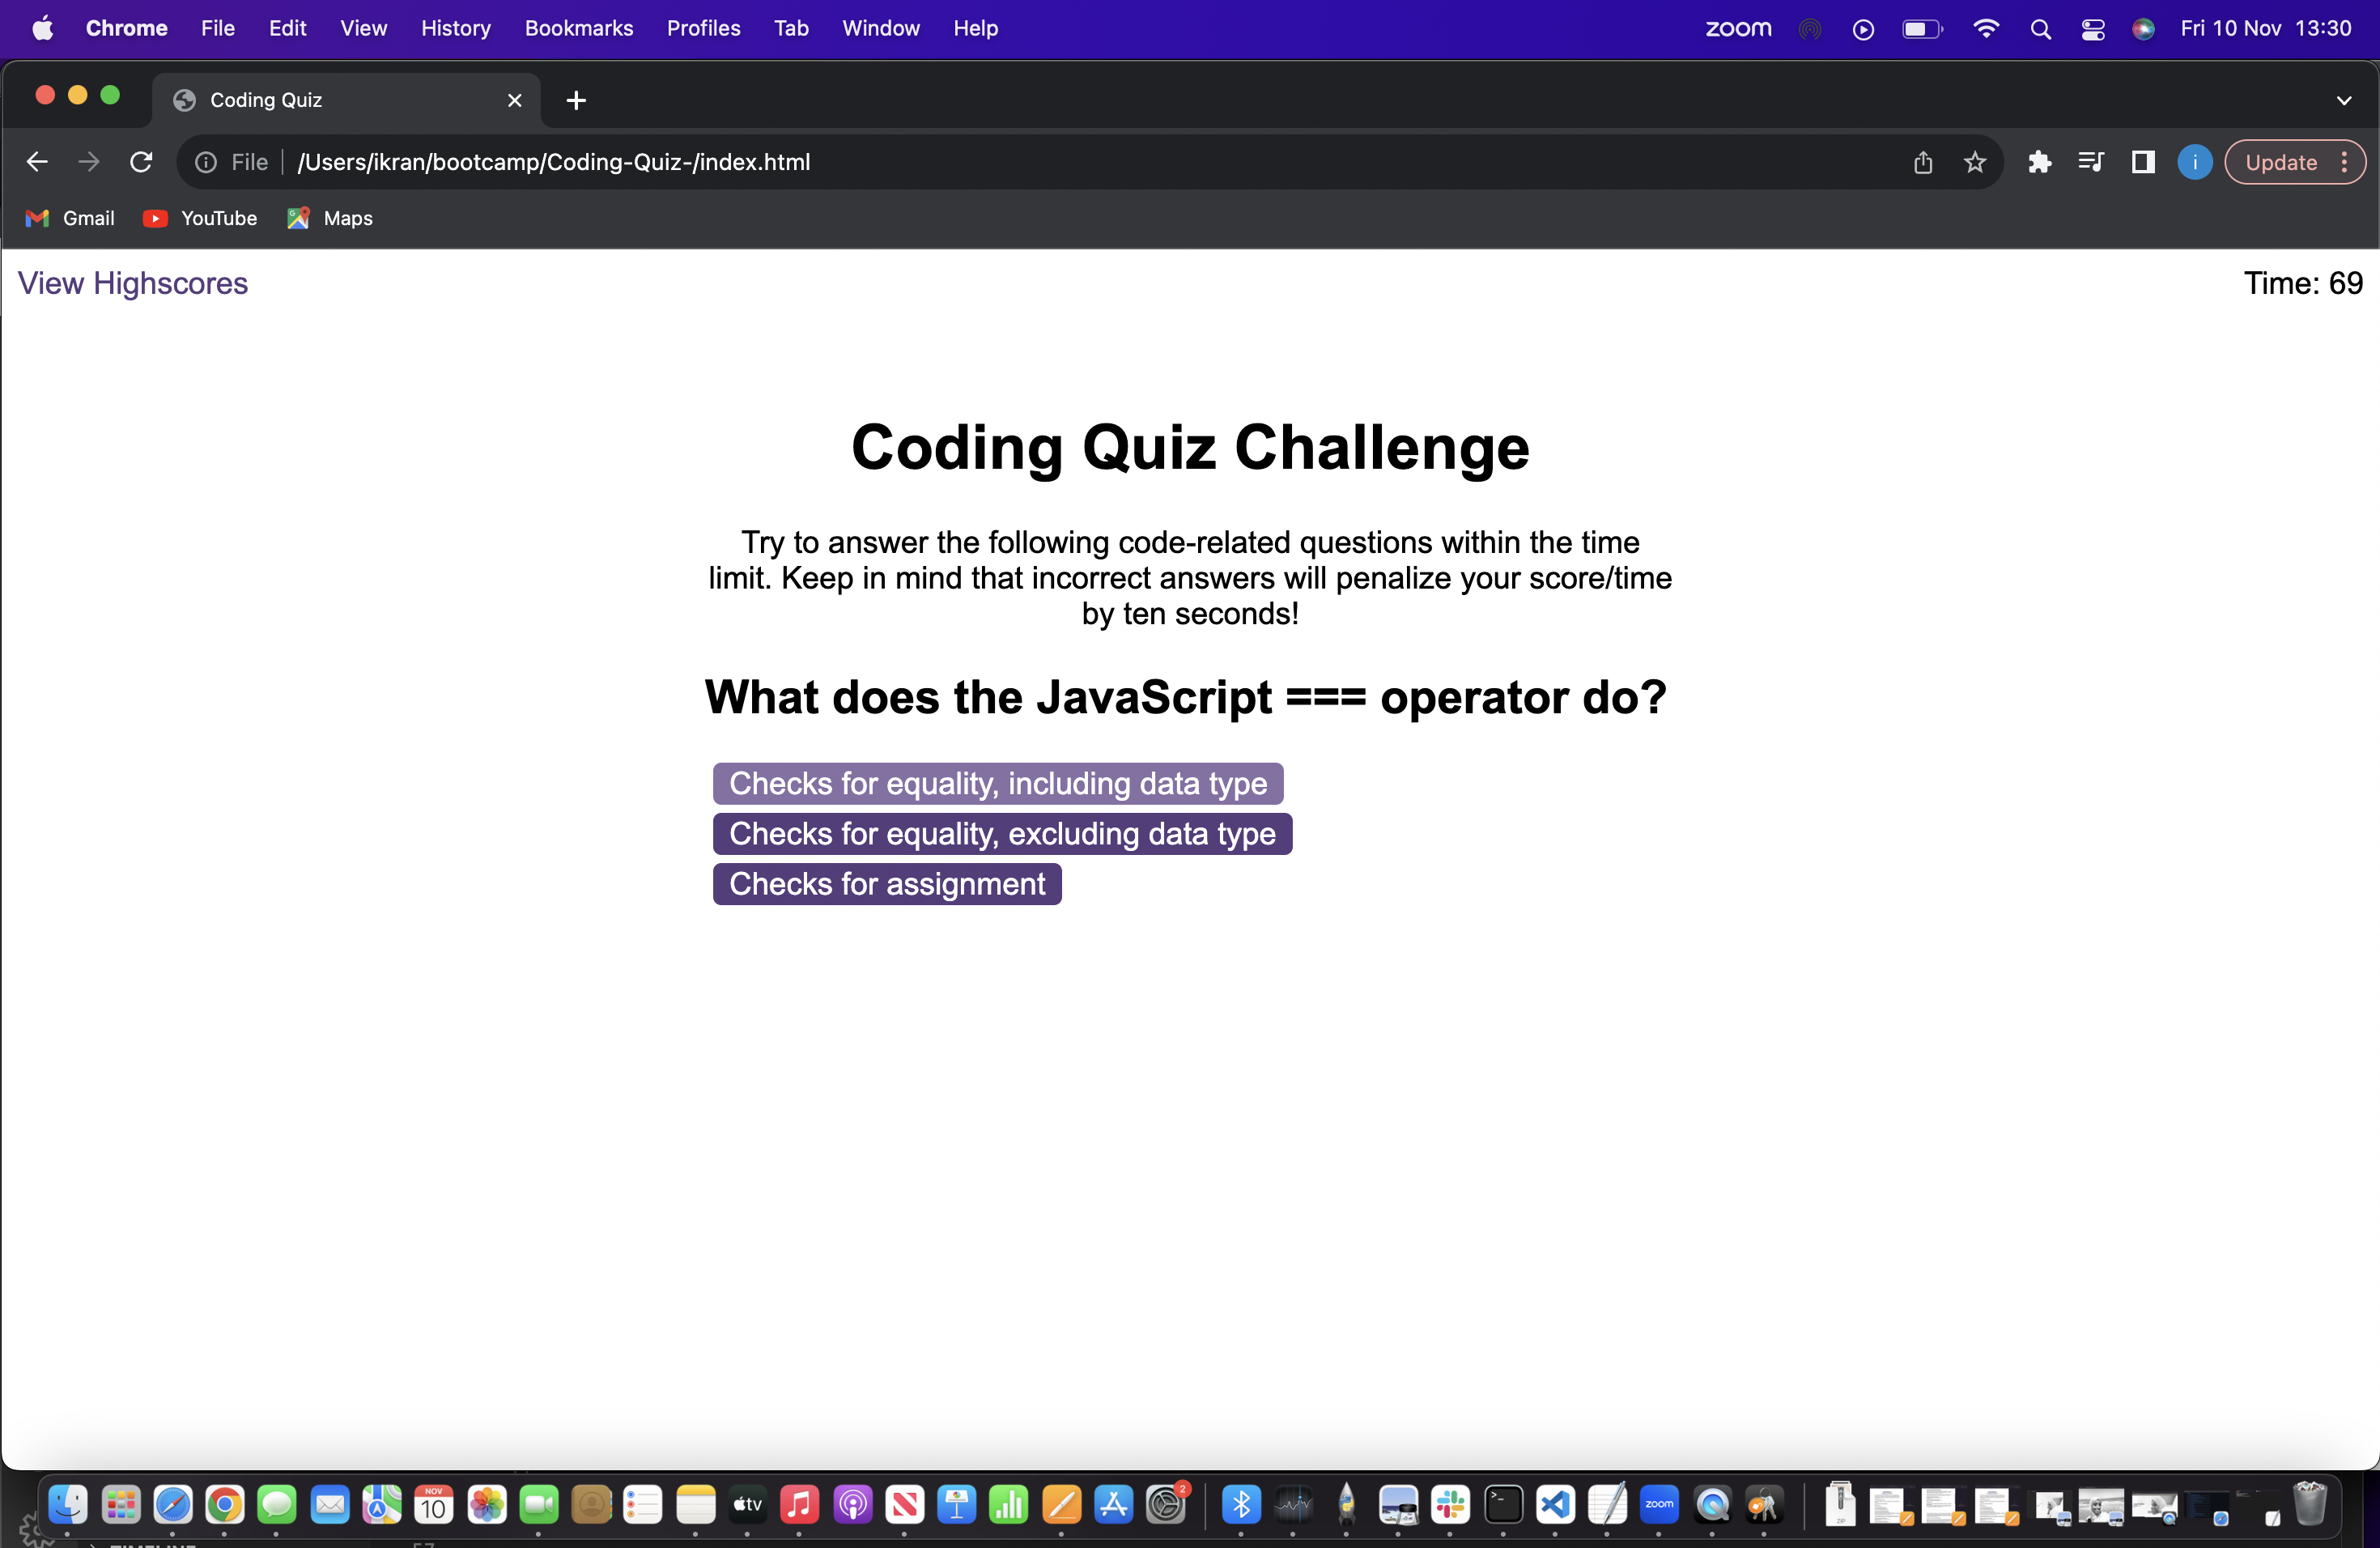 Chrome File Edit View History Bookmarks Profiles Tab Window Help zoom Fri 10 Nov 13:30
Coding Quiz
File /Users/ikran/bootcamp/Coding-Quiz-/index.html i Update
Gmail YouTube Maps
View Highscores Time: 69
Coding Quiz Challenge
Try to answer the following code-related questions within the time
limit. Keep in mind that incorrect answers will penalize your score/time
by ten seconds!
What does the JavaScript === operator do?
Checks for equality, including data type
Checks for equality, excluding data type
Checks for assignment
NOV
10
tv
2
zoom
ZIP